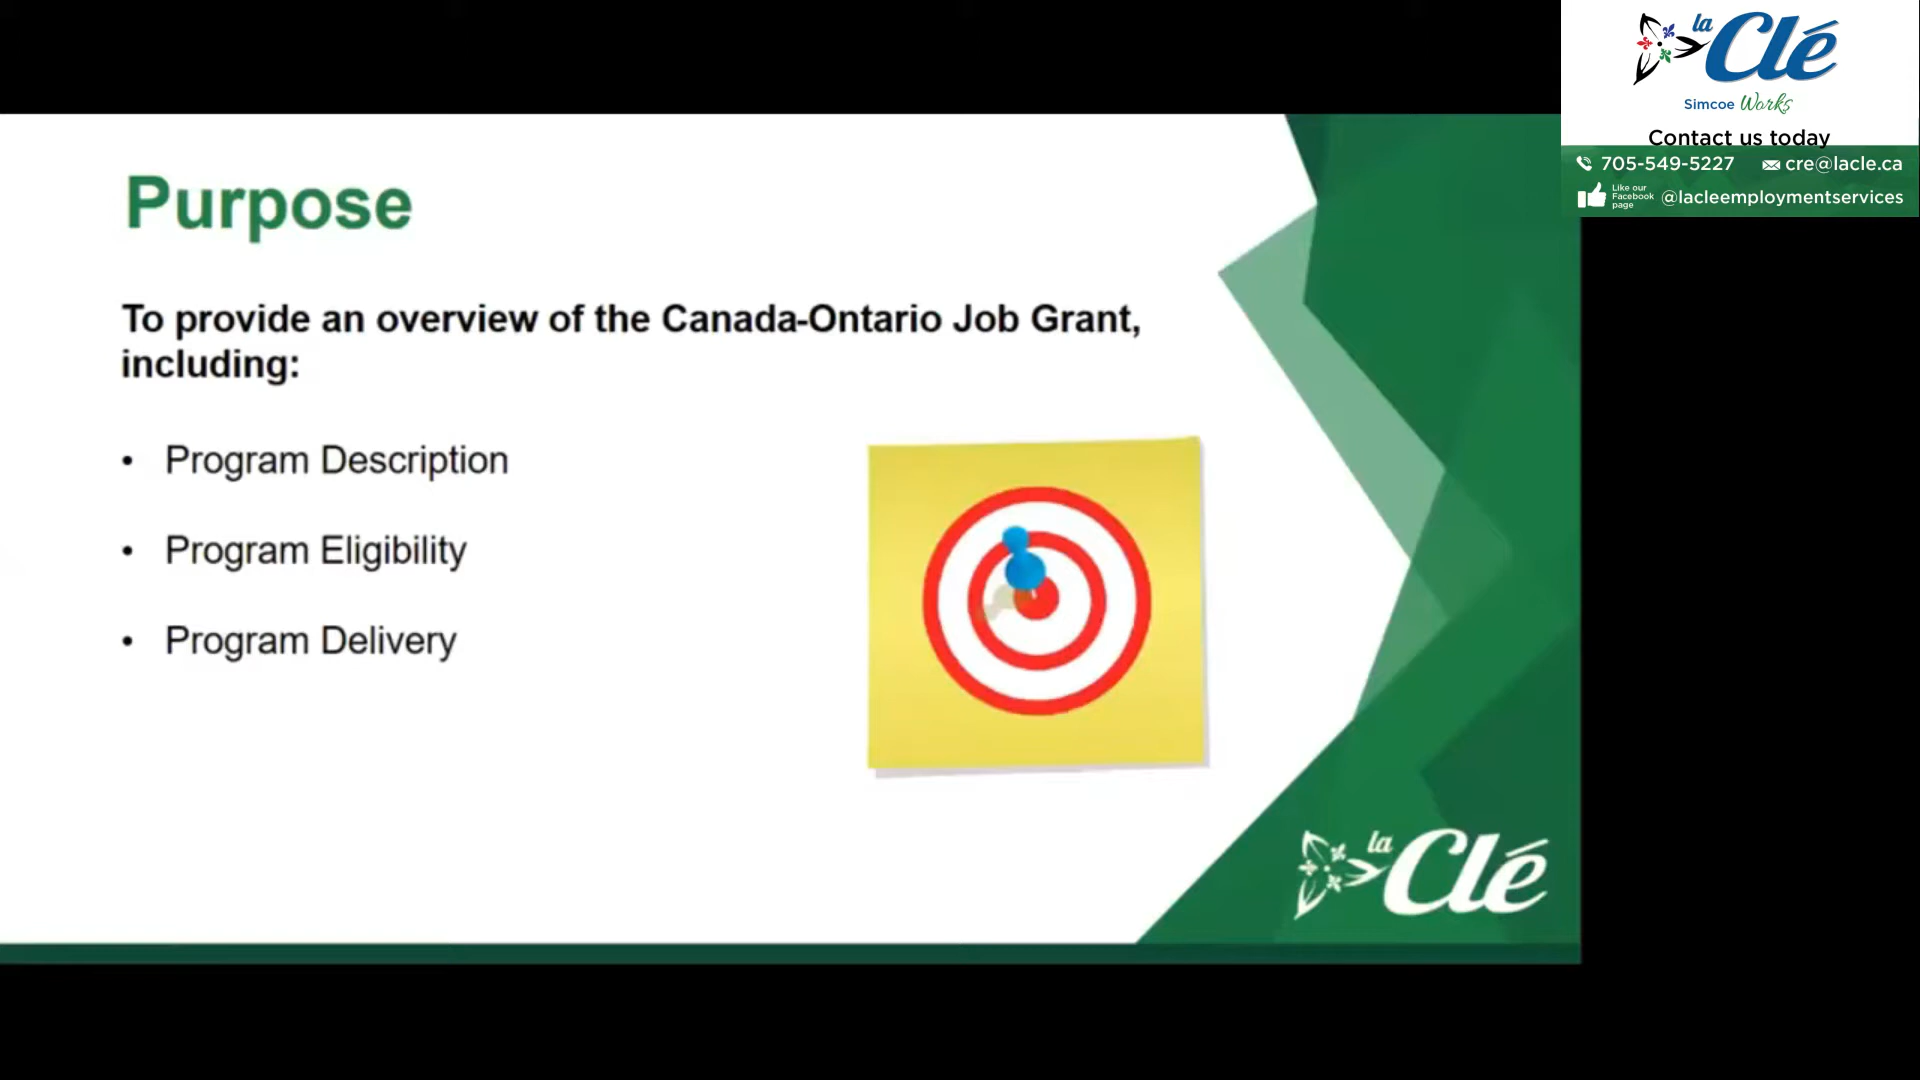 Purpose
To provide an overview of the Canada-Ontario Job Grant,
including:
• Program Description
• Program Eligibility
• Program Delivery
la Clé
la Clé
Simcoe Works
Contact us today
705-549-5227 cre@lacle.ca
Like our
Facebook
page
@lacleemploymentservices